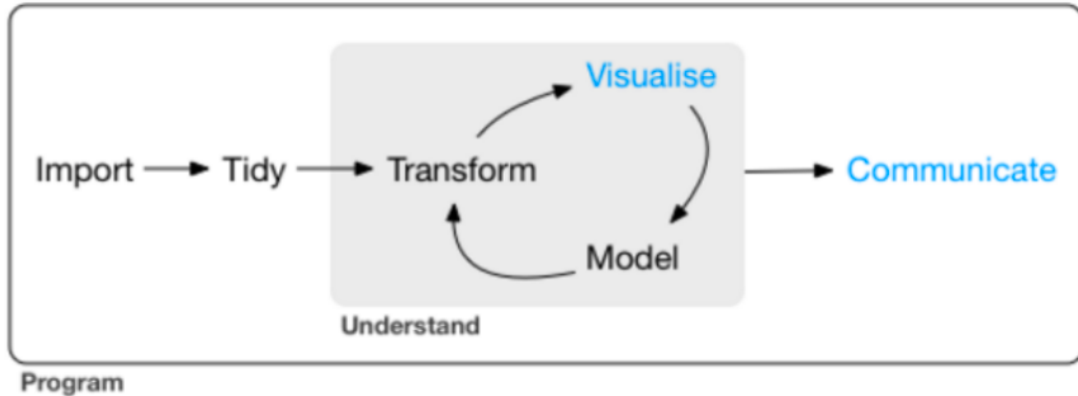 Visualise
Import
Tidy
Transform
Communicate
Model
Understand
Program